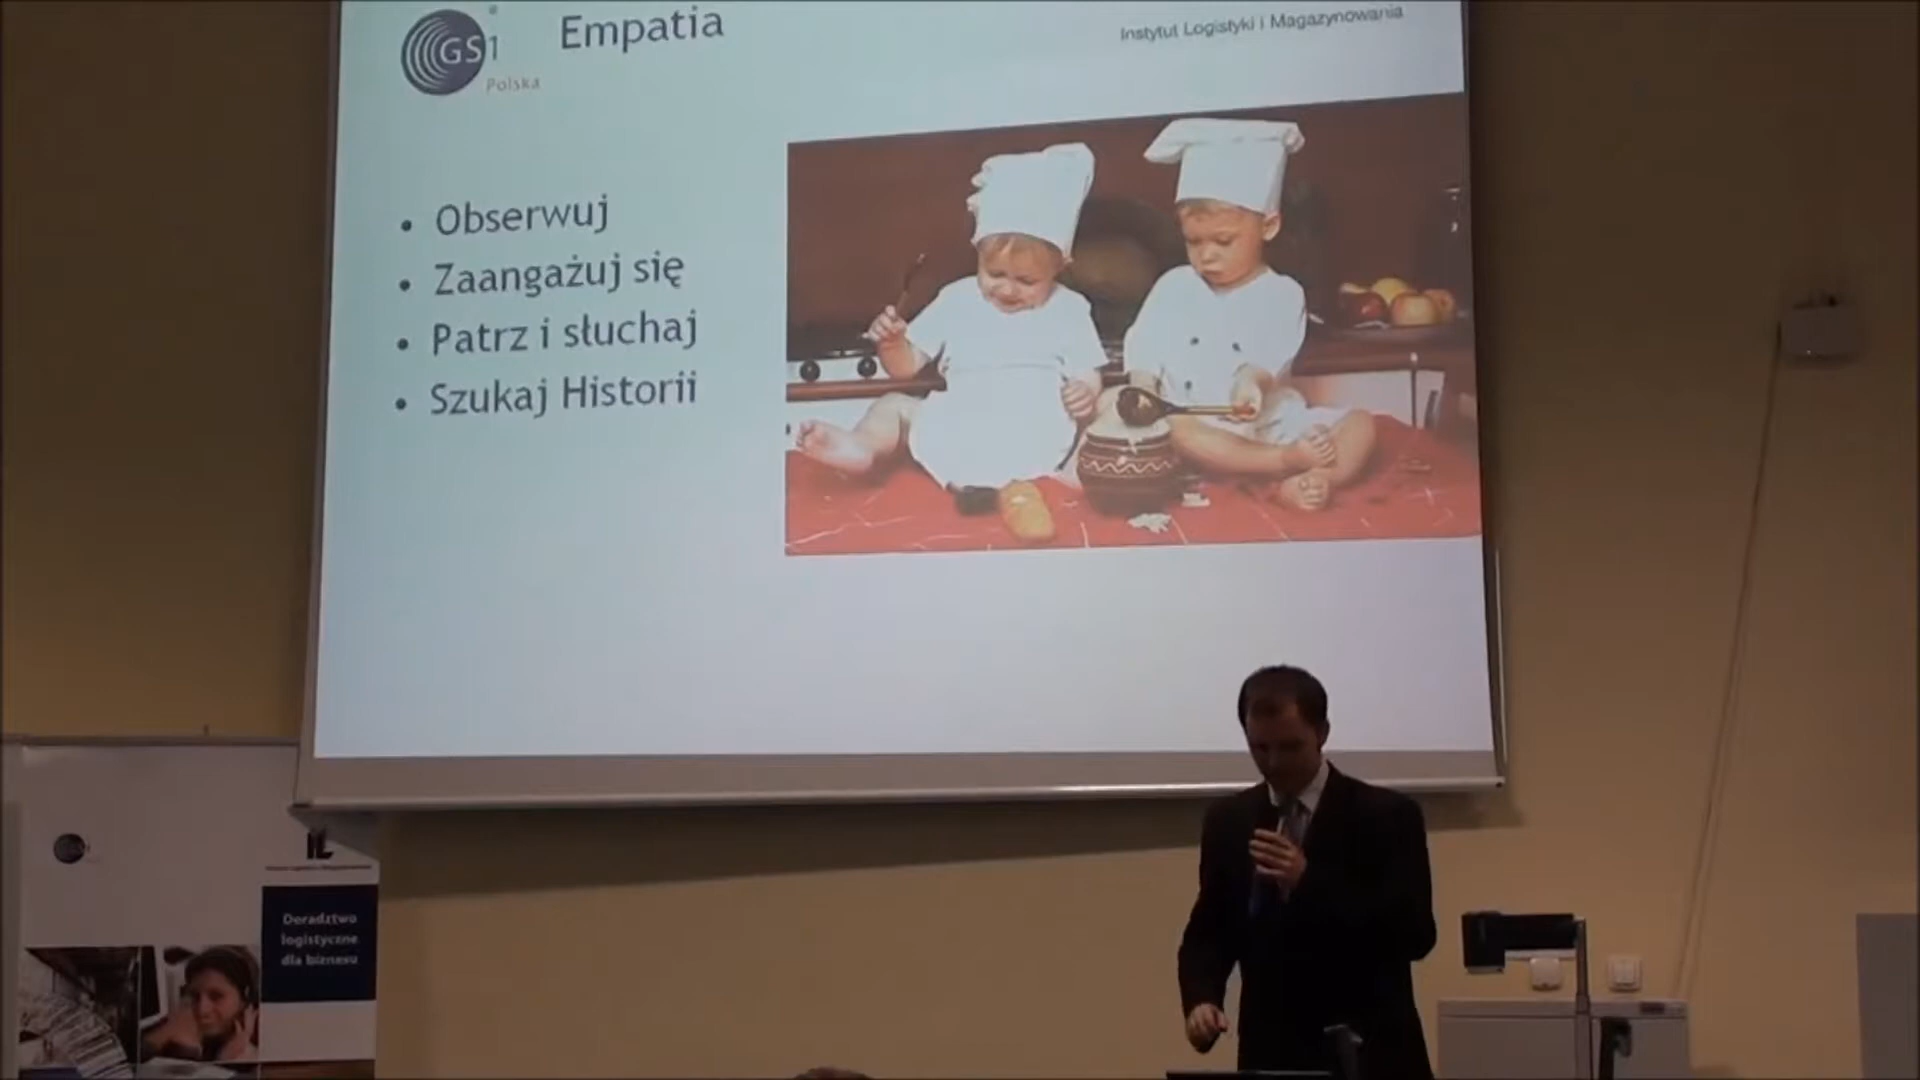 GS1
Polska
Empatia
Instytut Logistyki i Magazynowania
• Obserwuj
• Zaangażuj się
• Patrz i słuchaj
• Szukaj Historii
Doradztwo
logistyczne
dla biznesu